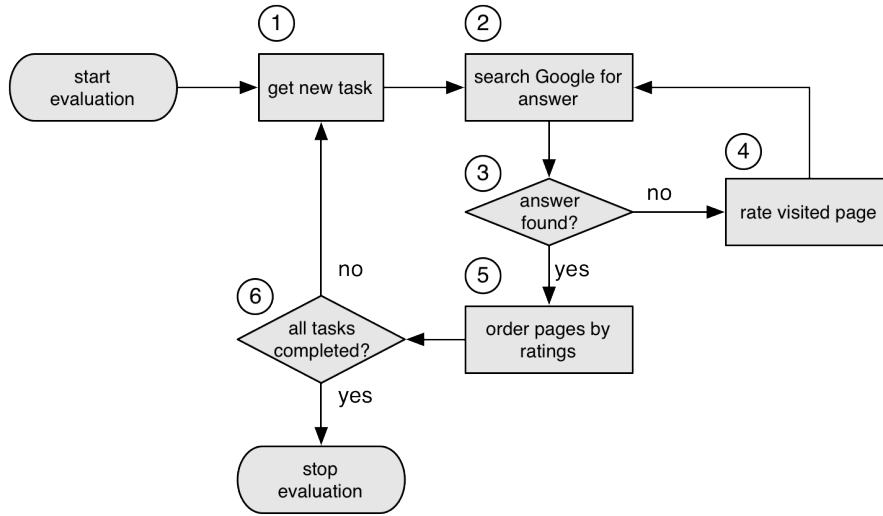 1
2
start
evaluation
get new task
search Google for
answer
3
4
answer
found?
no
rate visited page
yes
5
no
6
order pages by
ratings
all tasks
completed?
yes
stop
evaluation